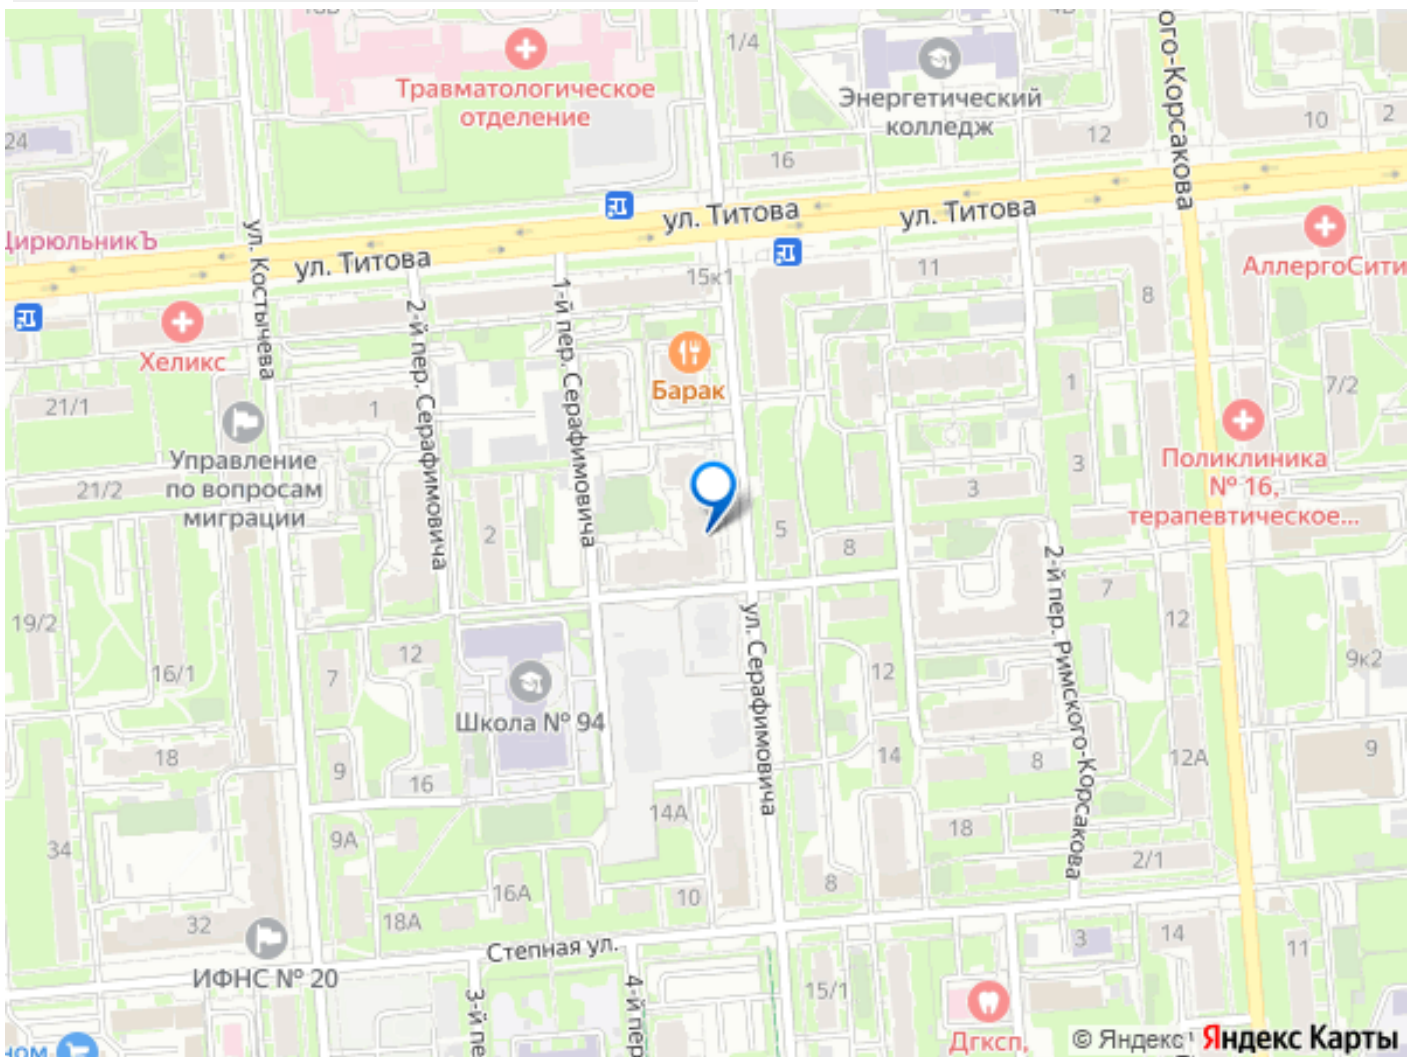 1/4
Травматологическое
отделение
Энергетический
колледж
12
10
2
24
16
ого-Корсакова
ул. Титова
ул. Титова
ул. Титова
ирюльникЪ
АллергоСити
ул. Костычева
2-й пер. Серафимовича
1-й пер. Серафимовича
15к1
11
8
Хеликс
Барак
1
7/2
21/1
1
Управление
по вопросам
миграции
21/2
2
3
3
Поликлиника
№ 16,
терапевтическое...
5
8
7
2-й пер. Римского-Корсакова
ул. Серафимовича
12
19/2
16/1
7
12
12
9к2
Школа № 94
18
9
16
14
8
12А
9
14А
18
34
9А
2/1
16А
10
8
32
18А
Степная ул.
3
14
11
ИФНС № 20
3-й пе
4-й пер
15/1
Дгксп,
ном
© Яндекс
Яндекс Карты